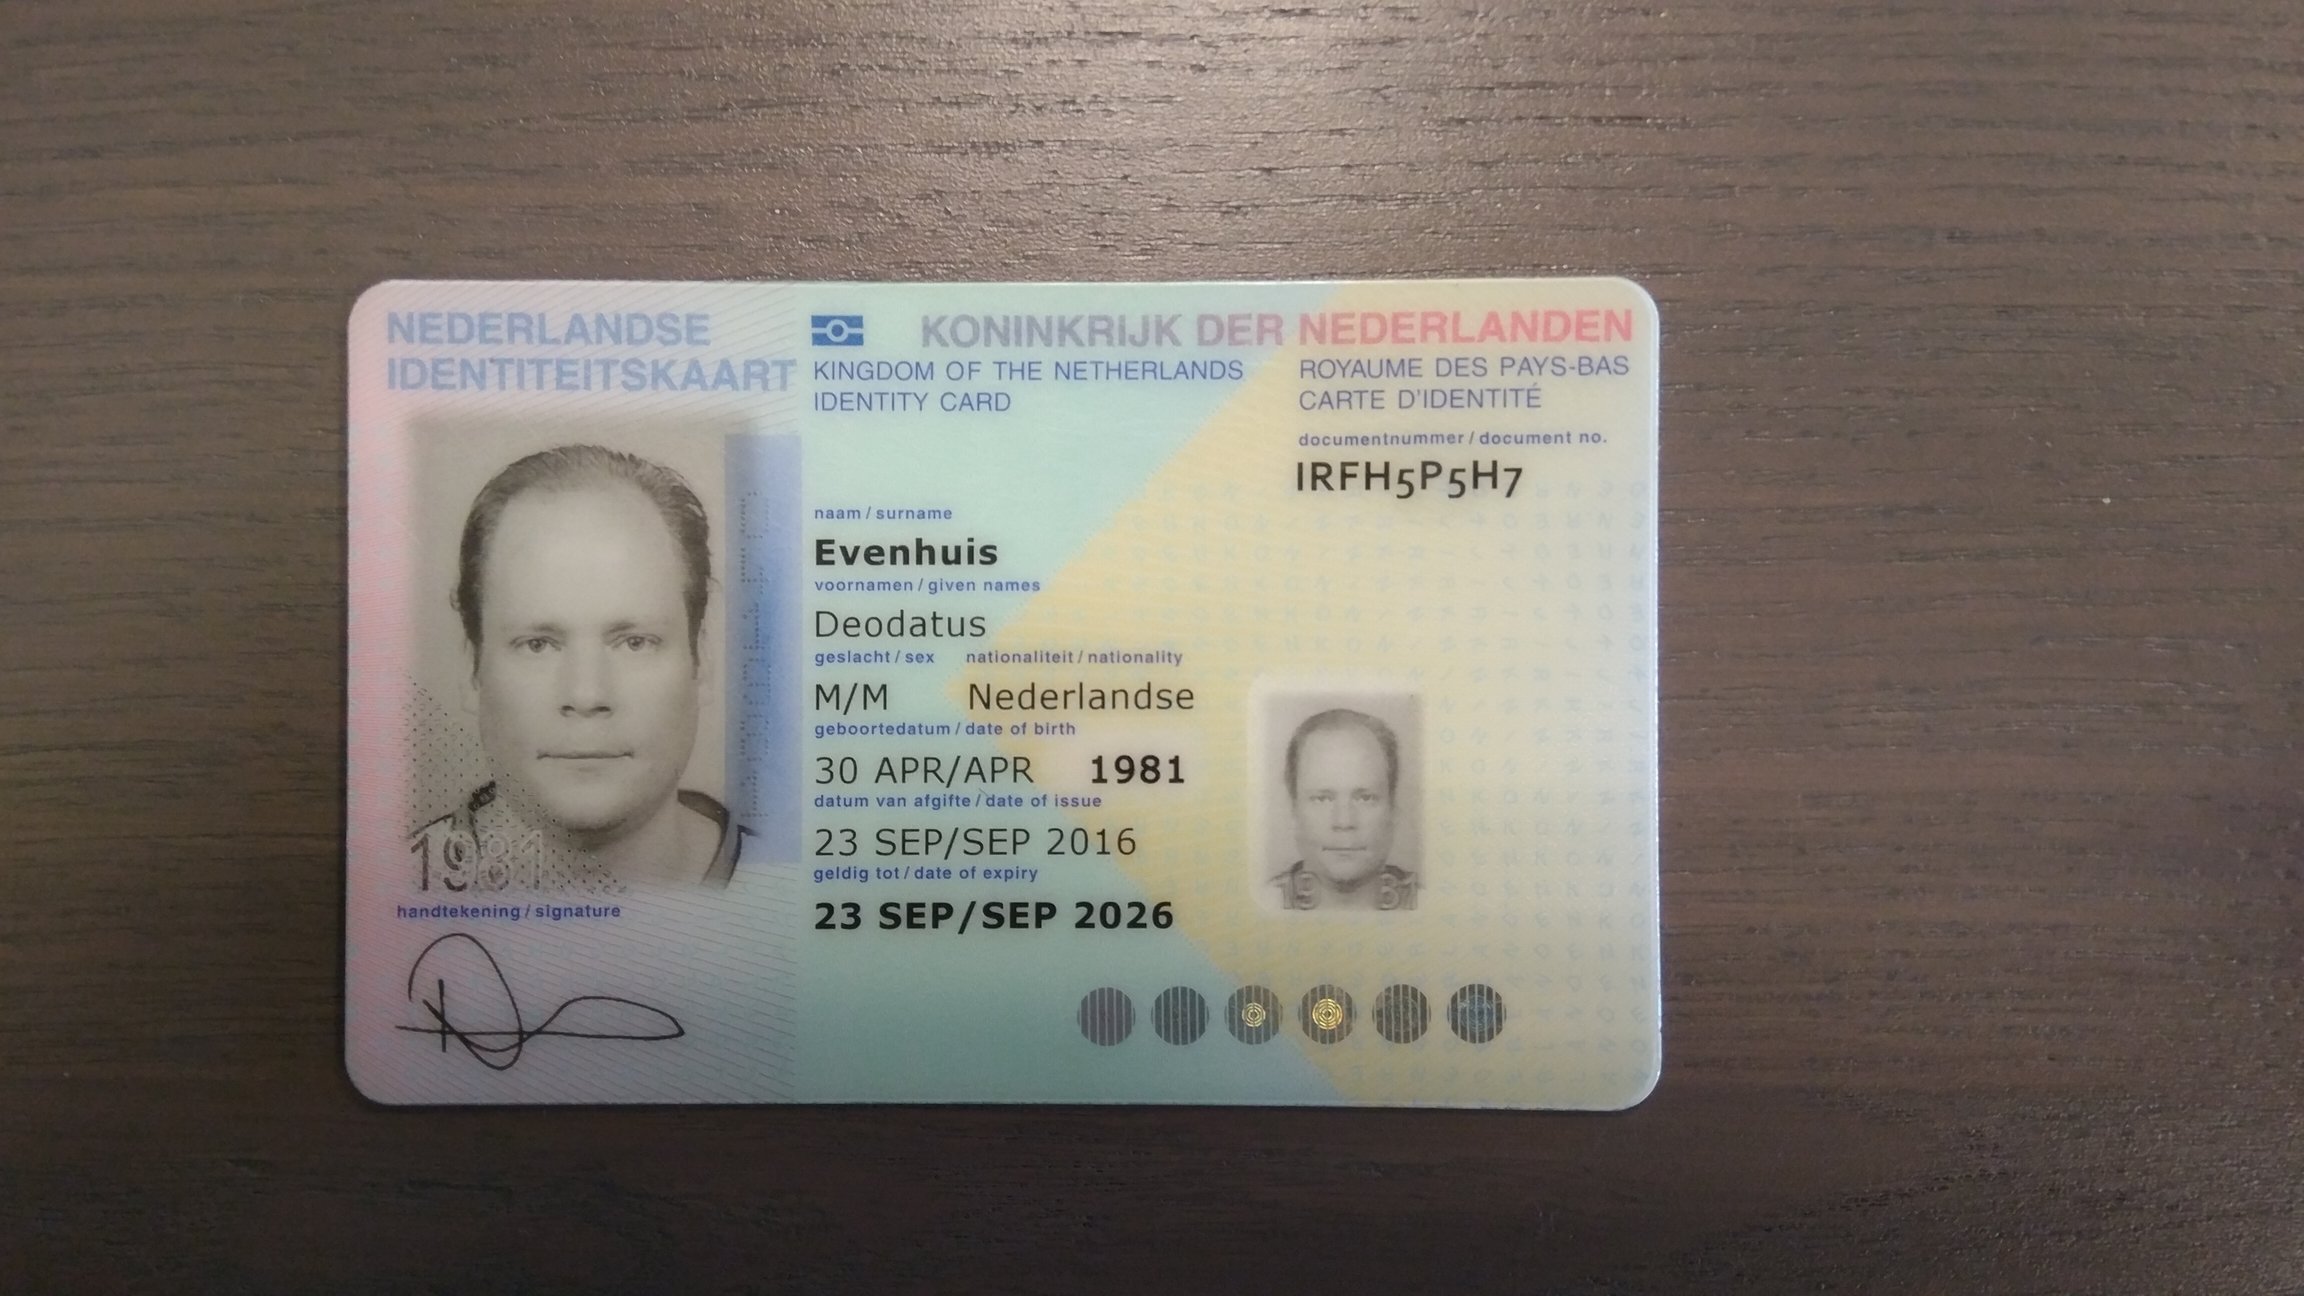 NEDERLANDSE
IDENTITEITSKAART
KONINKRIJK DER NEDERLANDEN
KINGDOM OF THE NETHERLANDS
IDENTITY CARD
ROYAUME DES PAYS-BAS
CARTE D'IDENTITÉ
documentnummer / document no.
IRFH5P5H7
naam / surname
Evenhuis
voornamen / given names
Deodatus
geslacht / sex nationaliteit / nationality
M/M Nederlandse
geboortedatum / date of birth
30 APR/APR 1981
datum van afgifte / date of issue
23 SEP/SEP 2016
geldig tot / date of expiry
23 SEP/SEP 2026
1981
19 81
handtekening / signature